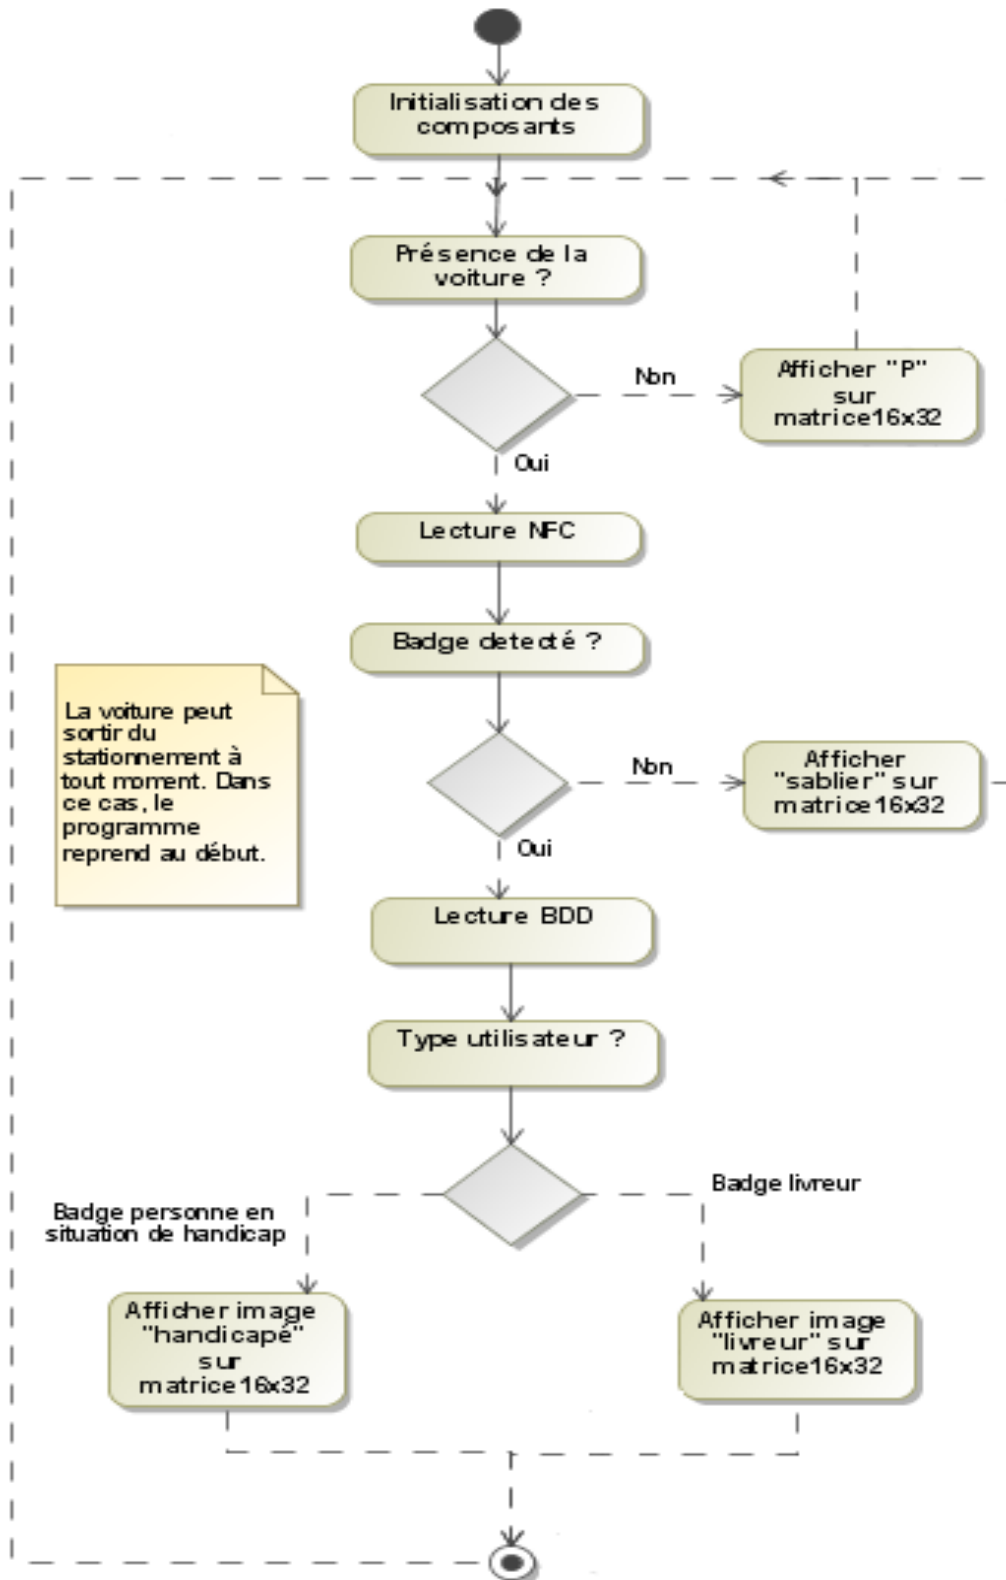 Initialisation des
composants
Présence de la
voiture ?
Non
Afficher "P"
sur
matrice16x32
Oui
Lecture NFC
Badge detecté ?
La voiture peut
sortir du
stationnement à
tout moment. Dans
ce cas, le
programme
reprend au début.
Non
Afficher
"sablier" sur
matrice16x32
Oui
Lecture BDD
Type utilisateur ?
Badge personne en
situation de handicap
Badge livreur
Afficher image
"handicapé"
sur
matrice16x32
Afficher image
"livreur" sur
matrice16x32